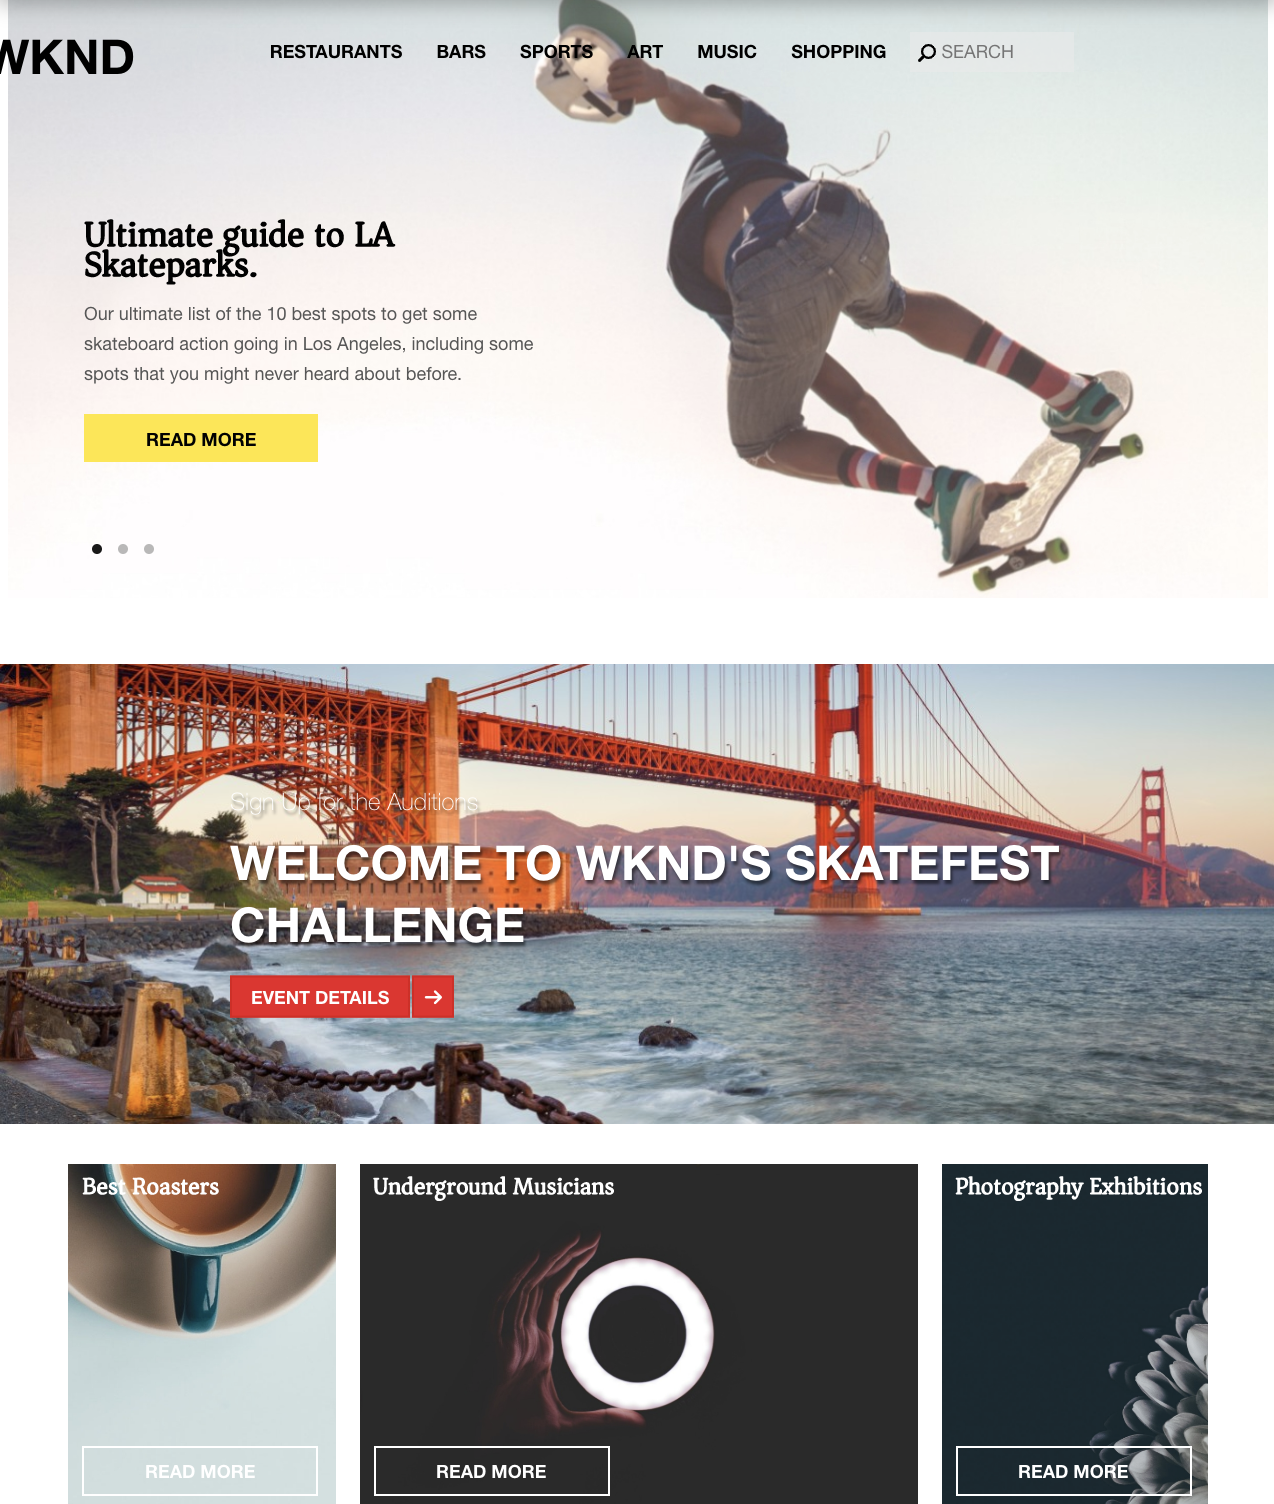 WKND
RESTAURANTS BARS SPORTS ART MUSIC SHOPPING SEARCH
Ultimate guide to LA
Skateparks.
Our ultimate list of the 10 best spots to get some
skateboard action going in Los Angeles, including some
spots that you might never heard about before.
READ MORE
Sign Up for the Auditions
WELCOME TO WKND'S SKATEFEST
CHALLENGE
EVENT DETAILS
Best Roasters
READ MORE
Underground Musicians
READ MORE
Photography Exhibitions
READ MORE